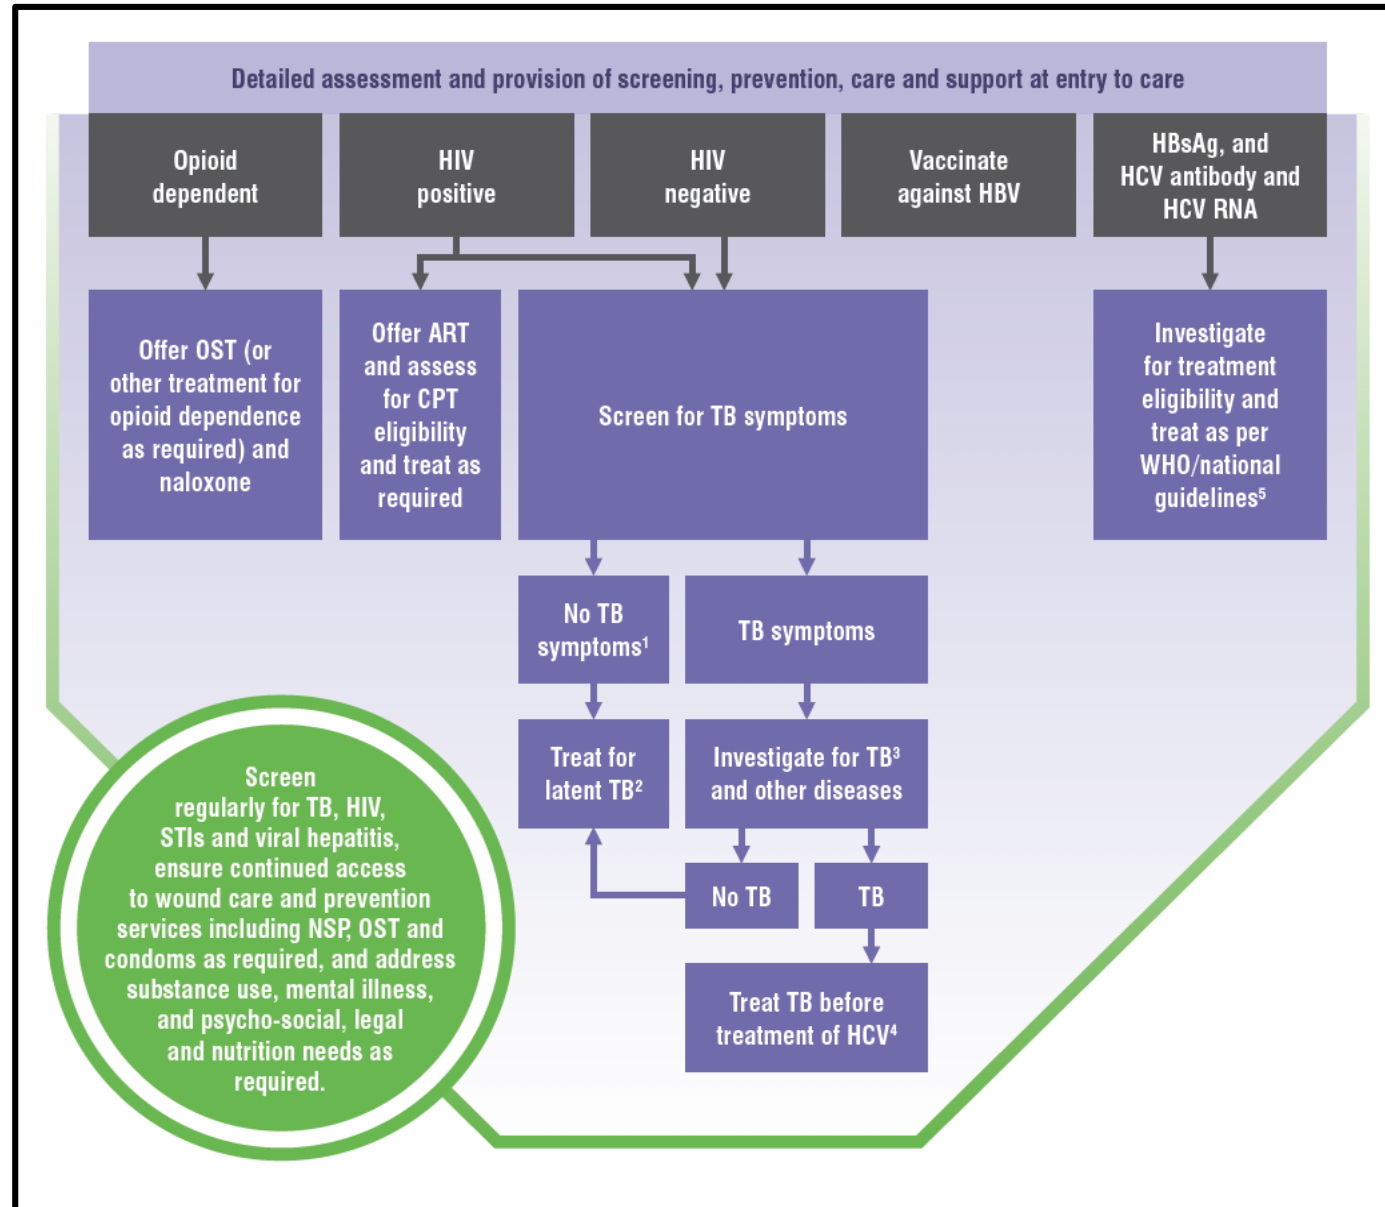 Detailed assessment and provision of screening, prevention, care and support at entry to care
Opioid
dependent
HIV
positive
HIV
negative
Vaccinate
against HBV
HBsAg, and
HCV antibody and
HCV RNA
Offer OST (or
other treatment for
opioid dependence
as required) and
naloxone
Offer ART
and assess
for CPT
eligibility
and treat as
required
Screen for TB symptoms
Investigate
for treatment
eligibility and
treat as per
WHO/national
guidelines⁵
No TB
symptoms¹
TB symptoms
Treat for
latent TB²
Investigate for TB³
and other diseases
No TB
TB
Treat TB before
treatment of HCV⁴
Screen
regularly for TB, HIV,
STIs and viral hepatitis,
ensure continued access
to wound care and prevention
services including NSP, OST and
condoms as required, and address
substance use, mental illness,
and psycho-social, legal
and nutrition needs as
required.